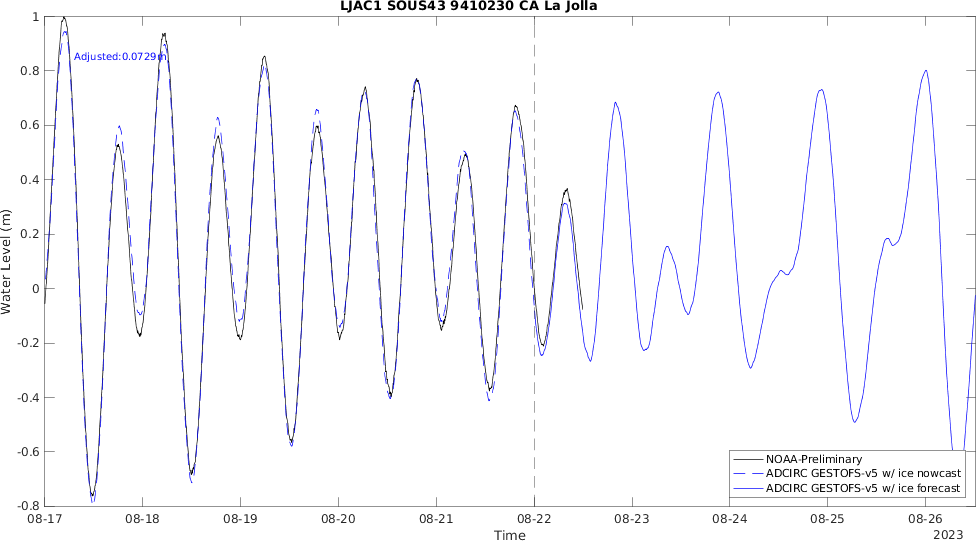 LJAC1 SOUS43 9410230 CA La Jolla
Adjusted:0.0729m
Water Level (m)
1
0.8
0.6
0.4
0.2
0
-0.2
-0.4
-0.6
-0.8
NOAA-Preliminary
ADCIRC GESTOFS-v5 w/ ice nowcast
ADCIRC GESTOFS-v5 w/ ice forecast
08-17 08-18 08-19 08-20 08-21 08-22 08-23 08-24 08-25 08-26
Time
2023